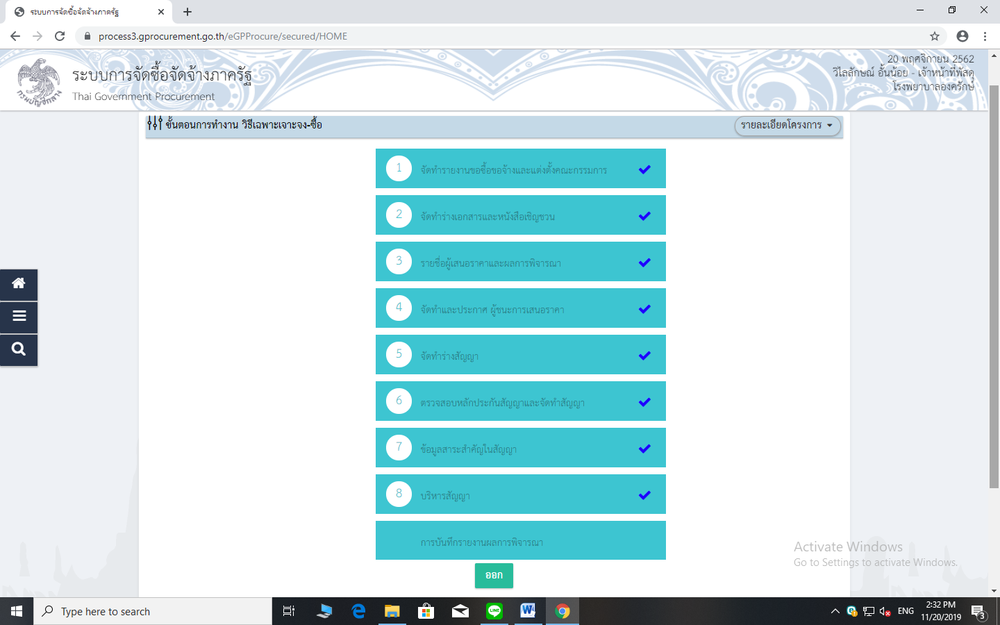 ระบบการจัดซื้อจัดจ้างภาครัฐ
process3.gprocurement.go.th/eGPProcure/secured/HOME
ระบบการจัดซื้อจัดจ้างภาครัฐ
Thai Government Procurement
กรมบัญชีกลาง
20 พฤศจิกายน 2562
วิไลลักษณ์ อั้นน้อย - เจ้าหน้าที่พัสดุ
โรงพยาบาลองครักษ์
ขั้นตอนการทำงาน วิธีเฉพาะเจาะจง-ซื้อ
รายละเอียดโครงการ
1 จัดทำรายงานขอซื้อขอจ้างและแต่งตั้งคณะกรรมการ
2 จัดทำร่างเอกสารและหนังสือเชิญชวน
3 รายชื่อผู้เสนอราคาและผลการพิจารณา
4 จัดทำและประกาศ ผู้ชนะการเสนอราคา
5 จัดทำร่างสัญญา
6 ตรวจสอบหลักประกันสัญญาและจัดทำสัญญา
7 ข้อมูลสาระสำคัญในสัญญา
8 บริหารสัญญา
การบันทึกรายงานผลการพิจารณา
ออก
Activate Windows
Go to Settings to activate Windows.
Type here to search
LINE
ENG
2:32 PM
11/20/2019
3